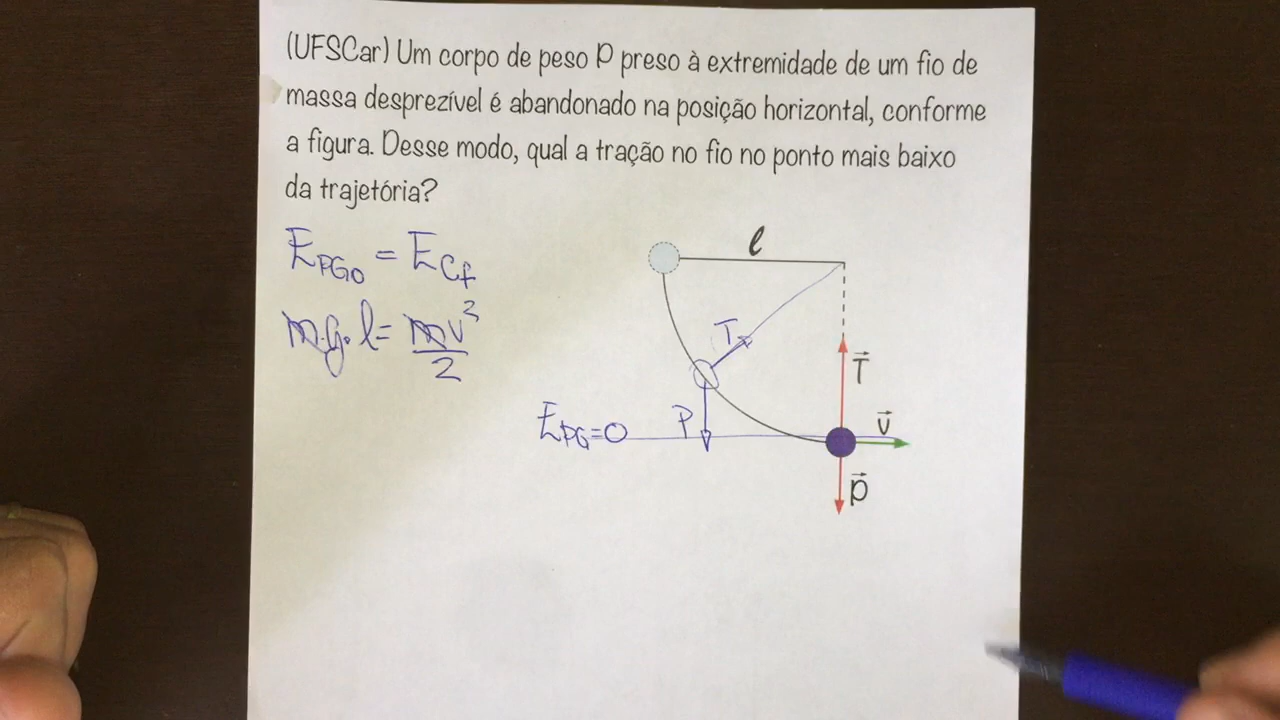 (UFSCar) Um corpo de peso P preso à extremidade de um fio de
massa desprezível é abandonado na posição horizontal, conforme
a figura. Desse modo, qual a tração no fio no ponto mais baixo
da trajetória?
E_PG0 = E_Cf
m.g.l = mv²/2
l
T
T⃗
P
E_PG=0
v⃗
p⃗